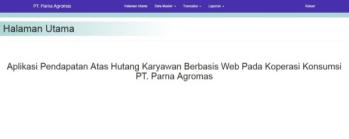 PT. Parna Agromas Halaman Utama Data Master Transaksi Laporan Keluar
Halaman Utama
Aplikasi Pendapatan Atas Hutang Karyawan Berbasis Web Pada Koperasi Konsumsi
PT. Parna Agromas